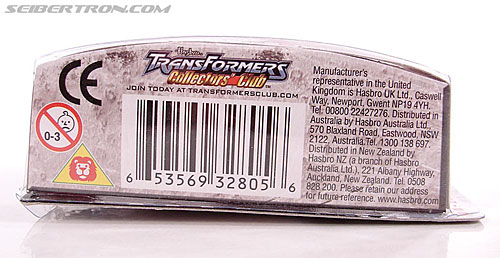 SEIBERTRON.COM
CE
0-3
TRANSFORMERS
Collectors' Club
JOIN TODAY AT TRANSFORMERSCLUB.COM
6 53569 32805 6
Manufacturer's
representative in the United
Kingdom is Hasbro UK Ltd., Caswell
Way, Newport, Gwent NP19 4YH.
Tel. 00800 22427276. Distributed in
Australia by Hasbro Australia Ltd.,
570 Blaxland Road, Eastwood, NSW
2122, Australia. Tel. 1300 138 697.
Distributed in New Zealand by
Hasbro NZ (a branch of Hasbro
Australia Ltd.), 221 Albany Highway,
Auckland, New Zealand. Tel. 0508
828 200. Please retain our address
for future reference. www.hasbro.com